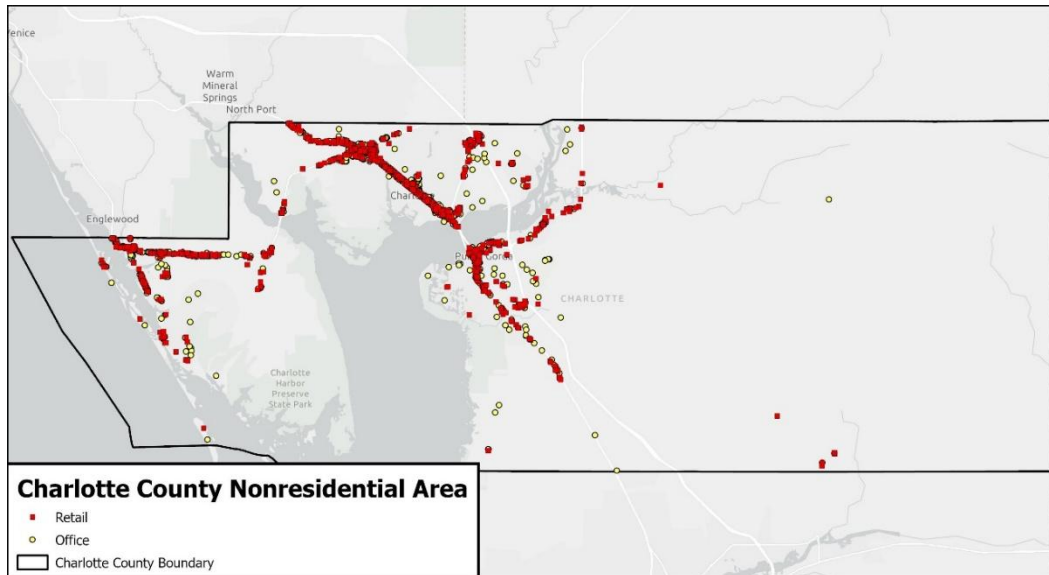 enice
Warm
Mineral
Springs
North Port
Englewood
Gorda
CHARLOTTE
Charlotte
Harbor
Preserve
State Park
Charlotte County Nonresidential Area
Retail
Office
Charlotte County Boundary